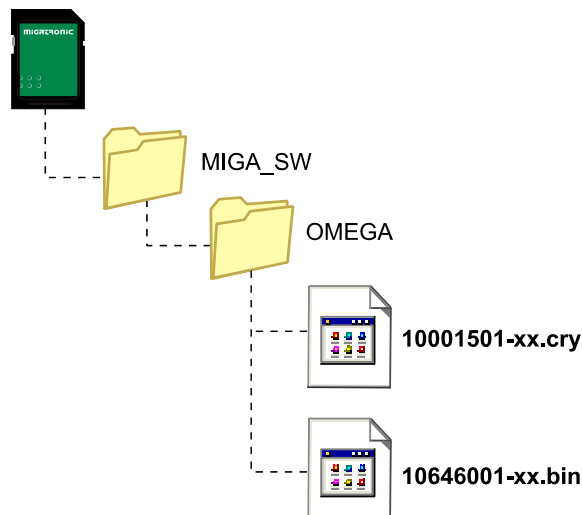 MIGATRONIC
MIGA_SW
OMEGA
10001501-xx.cry
10646001-xx.bin